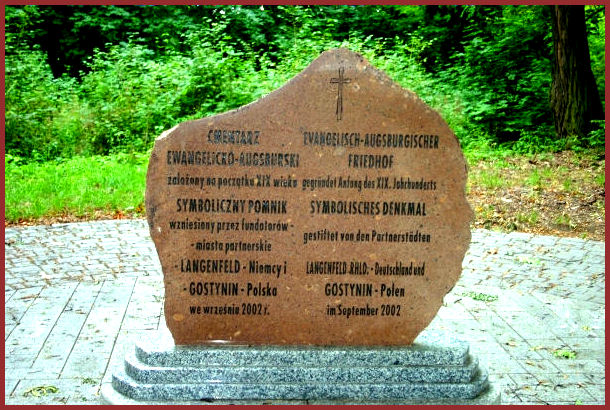 CMENTARZ
EWANGELICKO-AUGSBURSKI
założony na początku XIX wieku
SYMBOLICZNY POMNIK
wzniesiony przez fundatorów -
- miasta partnerskie
- LANGENFELD - Niemcy i
- GOSTYNIN - Polska
we wrześniu 2002 r.
EVANGELISCH-AUGSBURGISCHER
FRIEDHOF
gegründet Anfang des XIX. Jahrhunderts
SYMBOLISCHES DENKMAL
gestiftet von den Partnerstädten
LANGENFELD RHLD. - Deutschland und
GOSTYNIN - Polen
im September 2002